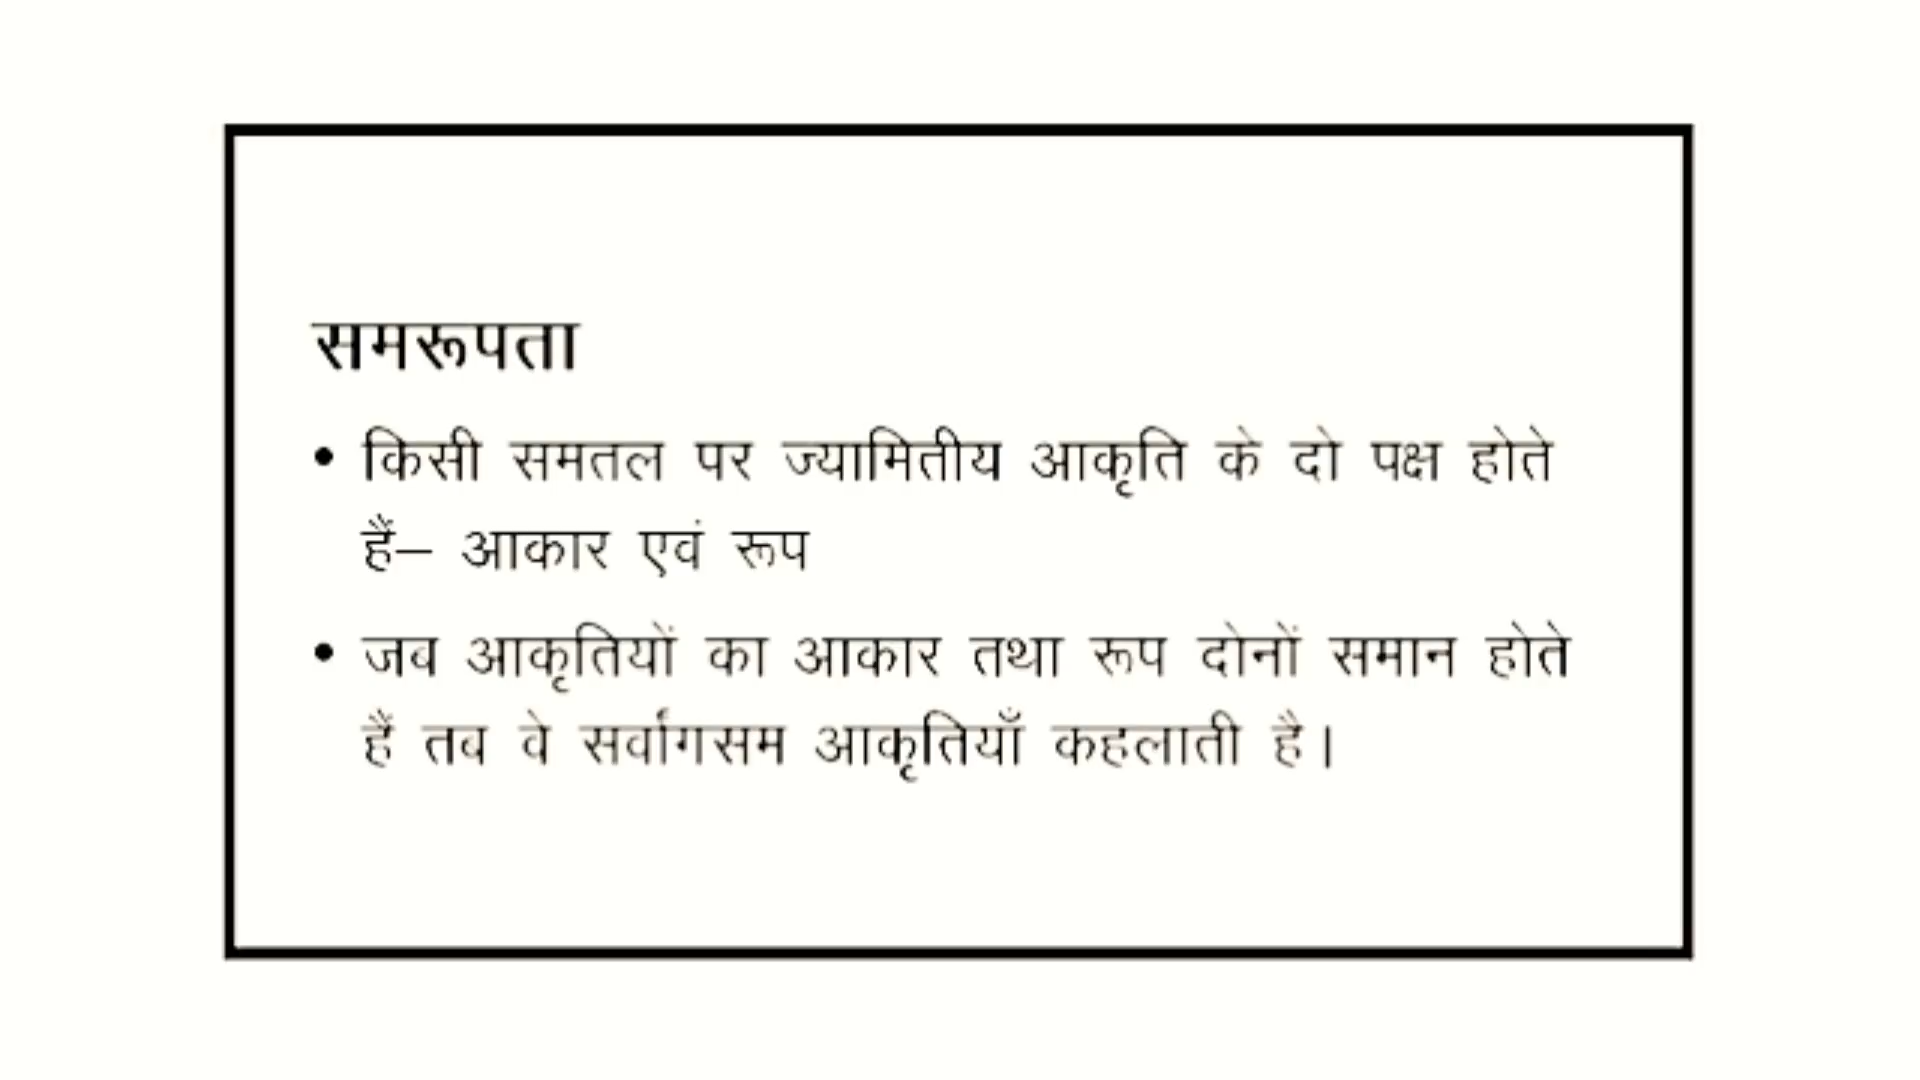 समरूपता
• किसी समतल पर ज्यामितीय आकृति के दो पक्ष होते
हैं– आकार एवं रूप
• जब आकृतियों का आकार तथा रूप दोनों समान होते
हैं तब वे सर्वांगसम आकृतियाँ कहलाती है।